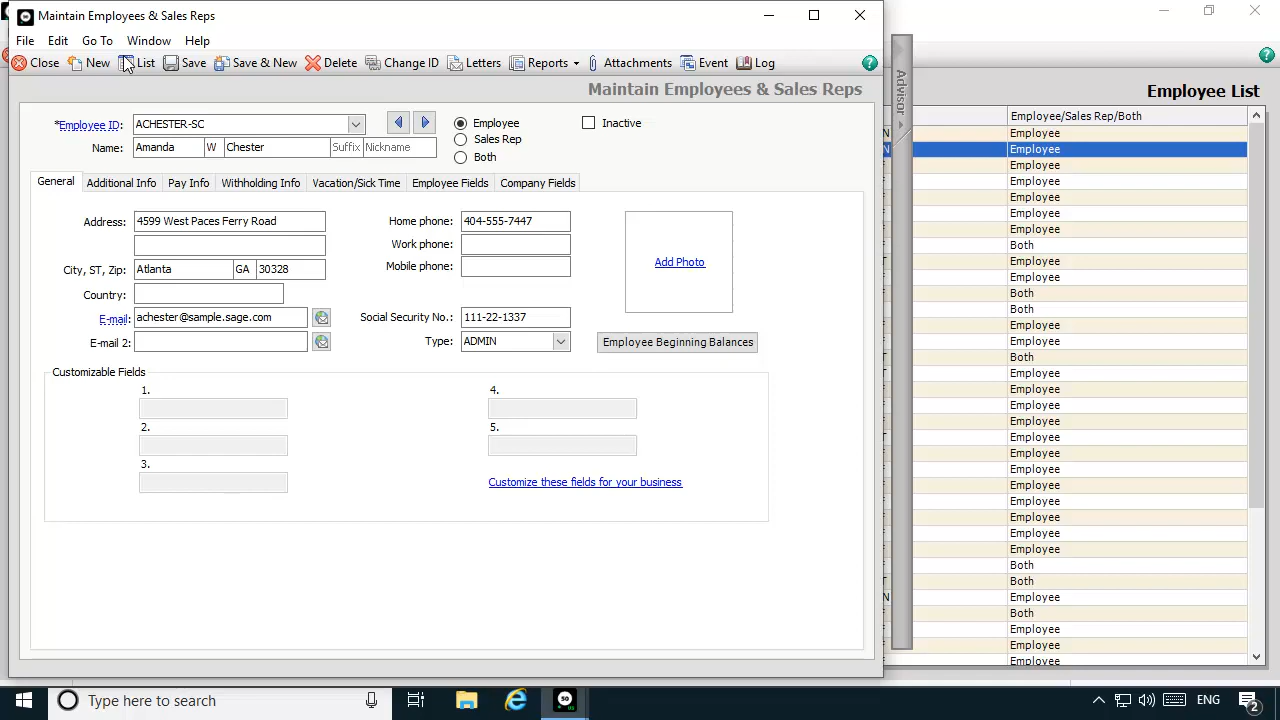 Maintain Employees & Sales Reps
File Edit Go To Window Help
Close New List Save Save & New Delete Change ID Letters Reports Attachments Event Log
Maintain Employees & Sales Reps
*Employee ID: ACHESTER-SC
Employee
Inactive
Name: Amanda W Chester Suffix Nickname
Sales Rep
Both
General Additional Info Pay Info Withholding Info Vacation/Sick Time Employee Fields Company Fields
Address: 4599 West Paces Ferry Road
Home phone: 404-555-7447
Work phone:
City, ST, Zip: Atlanta GA 30328
Mobile phone:
Add Photo
Country:
E-mail: achester@sample.sage.com
Social Security No.: 111-22-1337
E-mail 2:
Type: ADMIN
Employee Beginning Balances
Customizable Fields
1.
4.
2.
5.
3.
Customize these fields for your business
Advisor
Employee List
Employee/Sales Rep/Both
N Employee
N Employee
Employee
Employee
Employee
Employee
Employee
Both
Employee
Employee
Both
Both
Employee
Employee
Both
Employee
Employee
Employee
Employee
Employee
Employee
Employee
Employee
Employee
Employee
Employee
Employee
Both
Both
N Employee
Both
Employee
Employee
Employee
Type here to search
ENG
2